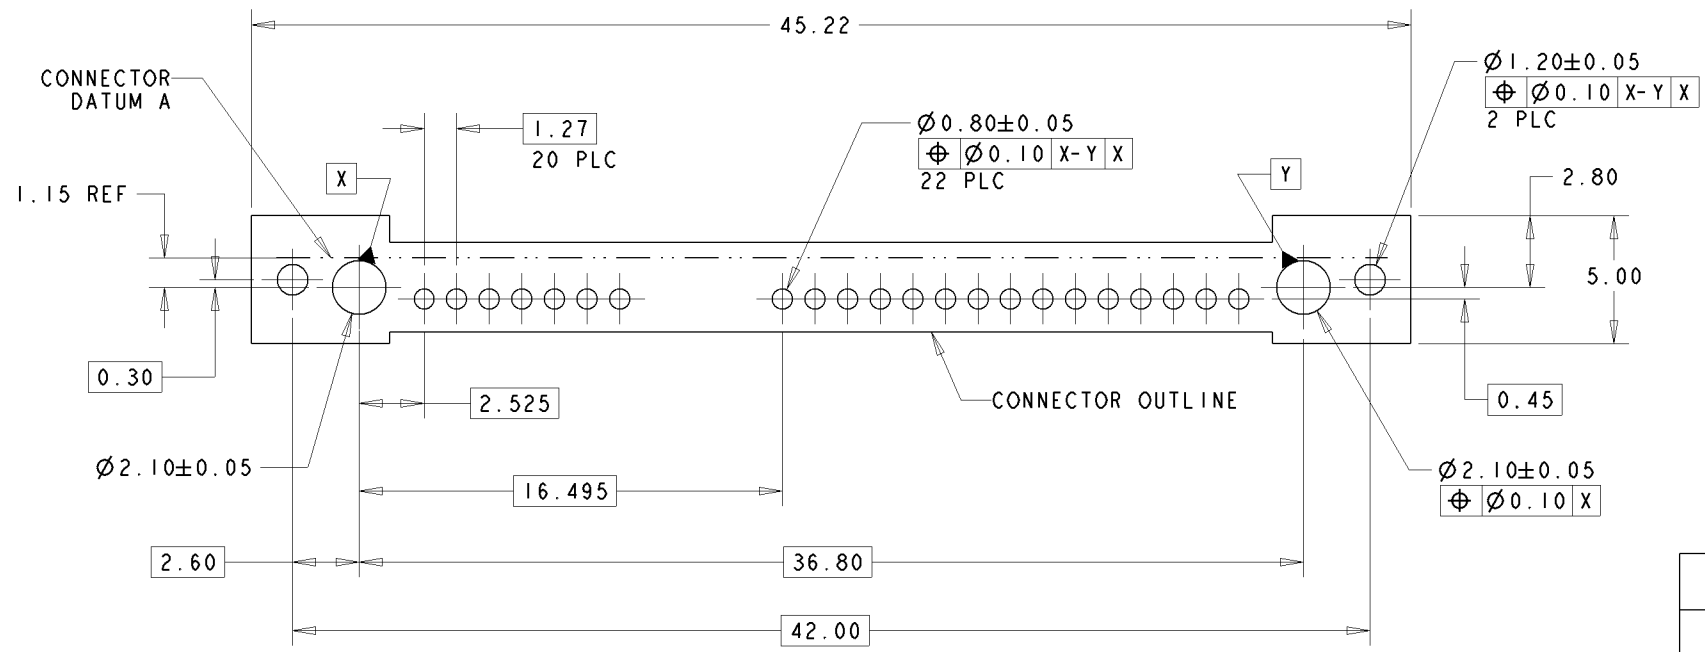 45.22
CONNECTOR
DATUM A
Ø1.20±0.05
⌖ Ø0.10 X-Y X
2 PLC
1.27
20 PLC
Ø0.80±0.05
⌖ Ø0.10 X-Y X
22 PLC
X
Y
1.15 REF
2.80
5.00
0.30
2.525
CONNECTOR OUTLINE
0.45
Ø2.10±0.05
16.495
Ø2.10±0.05
⌖ Ø0.10 X
2.60
36.80
42.00